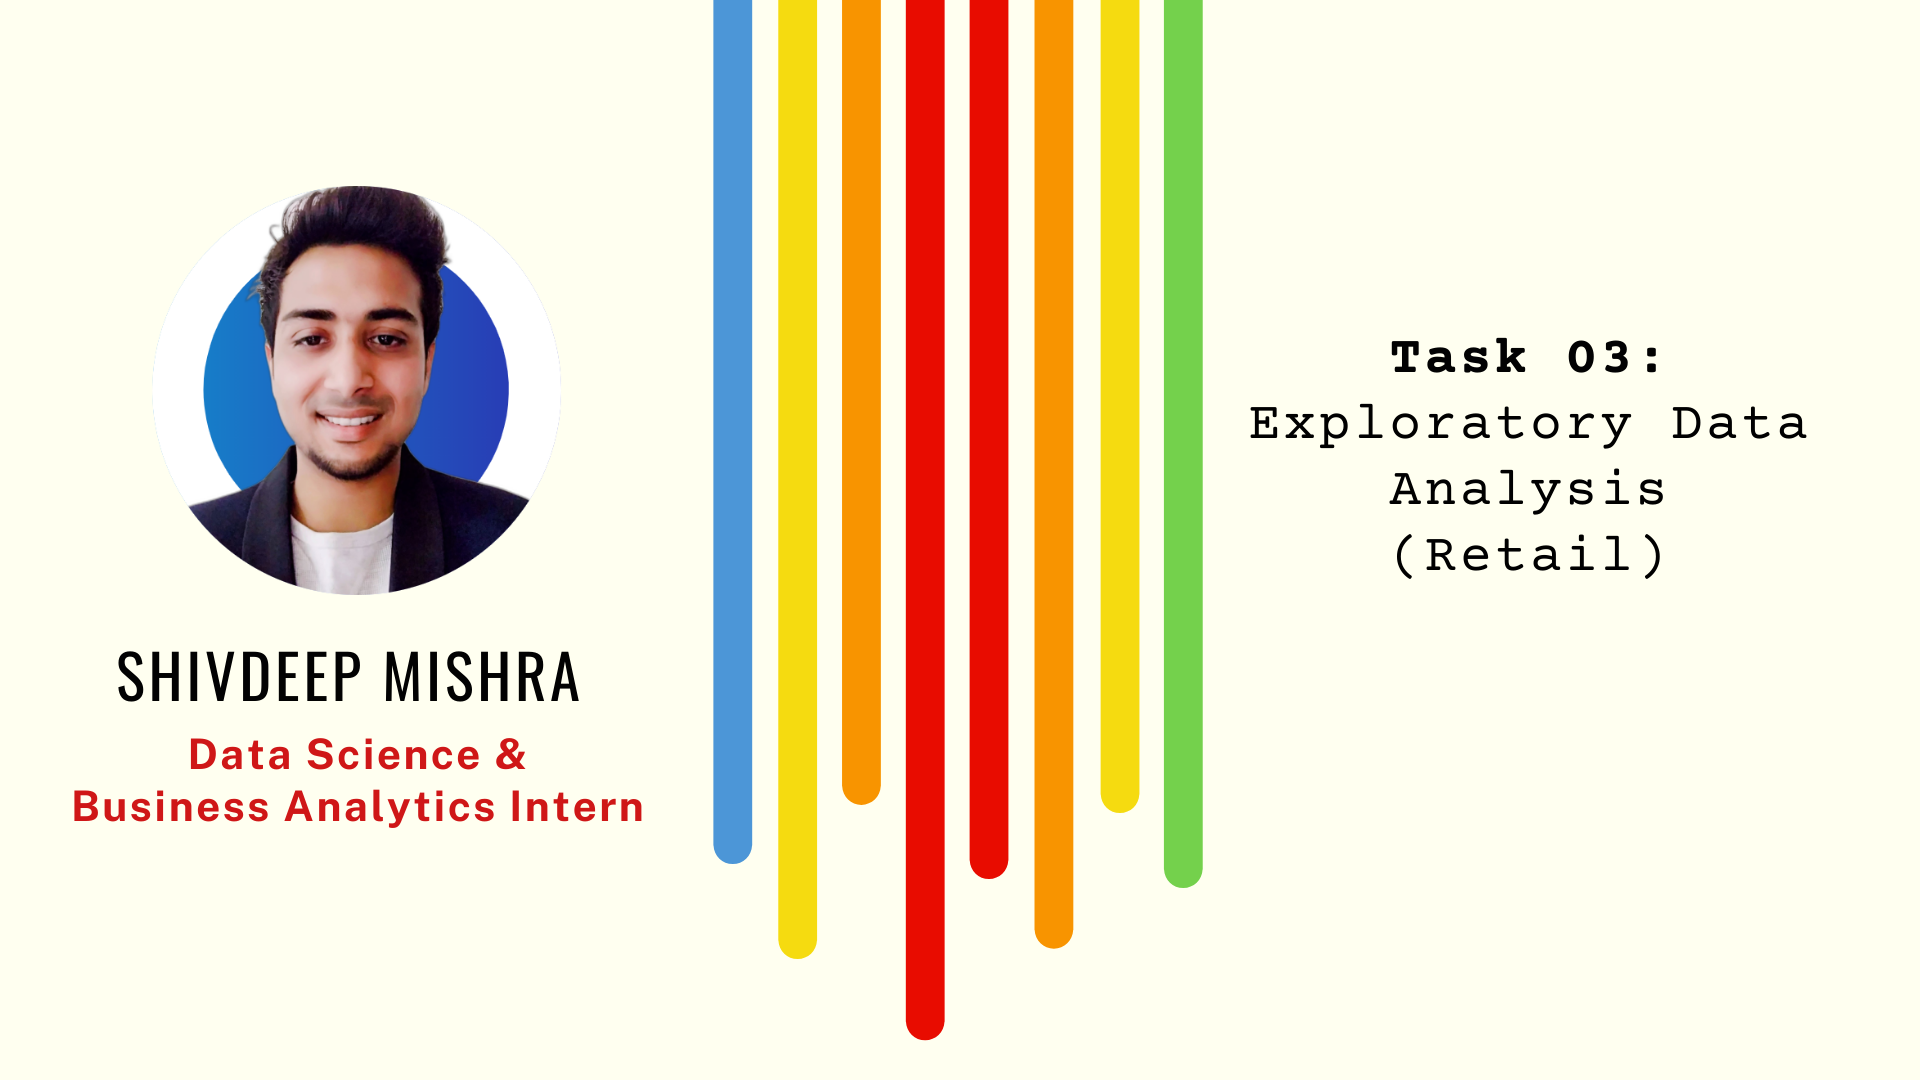 SHIVDEEP MISHRA
Data Science &
Business Analytics Intern
Task 03:
Exploratory Data
Analysis
(Retail)